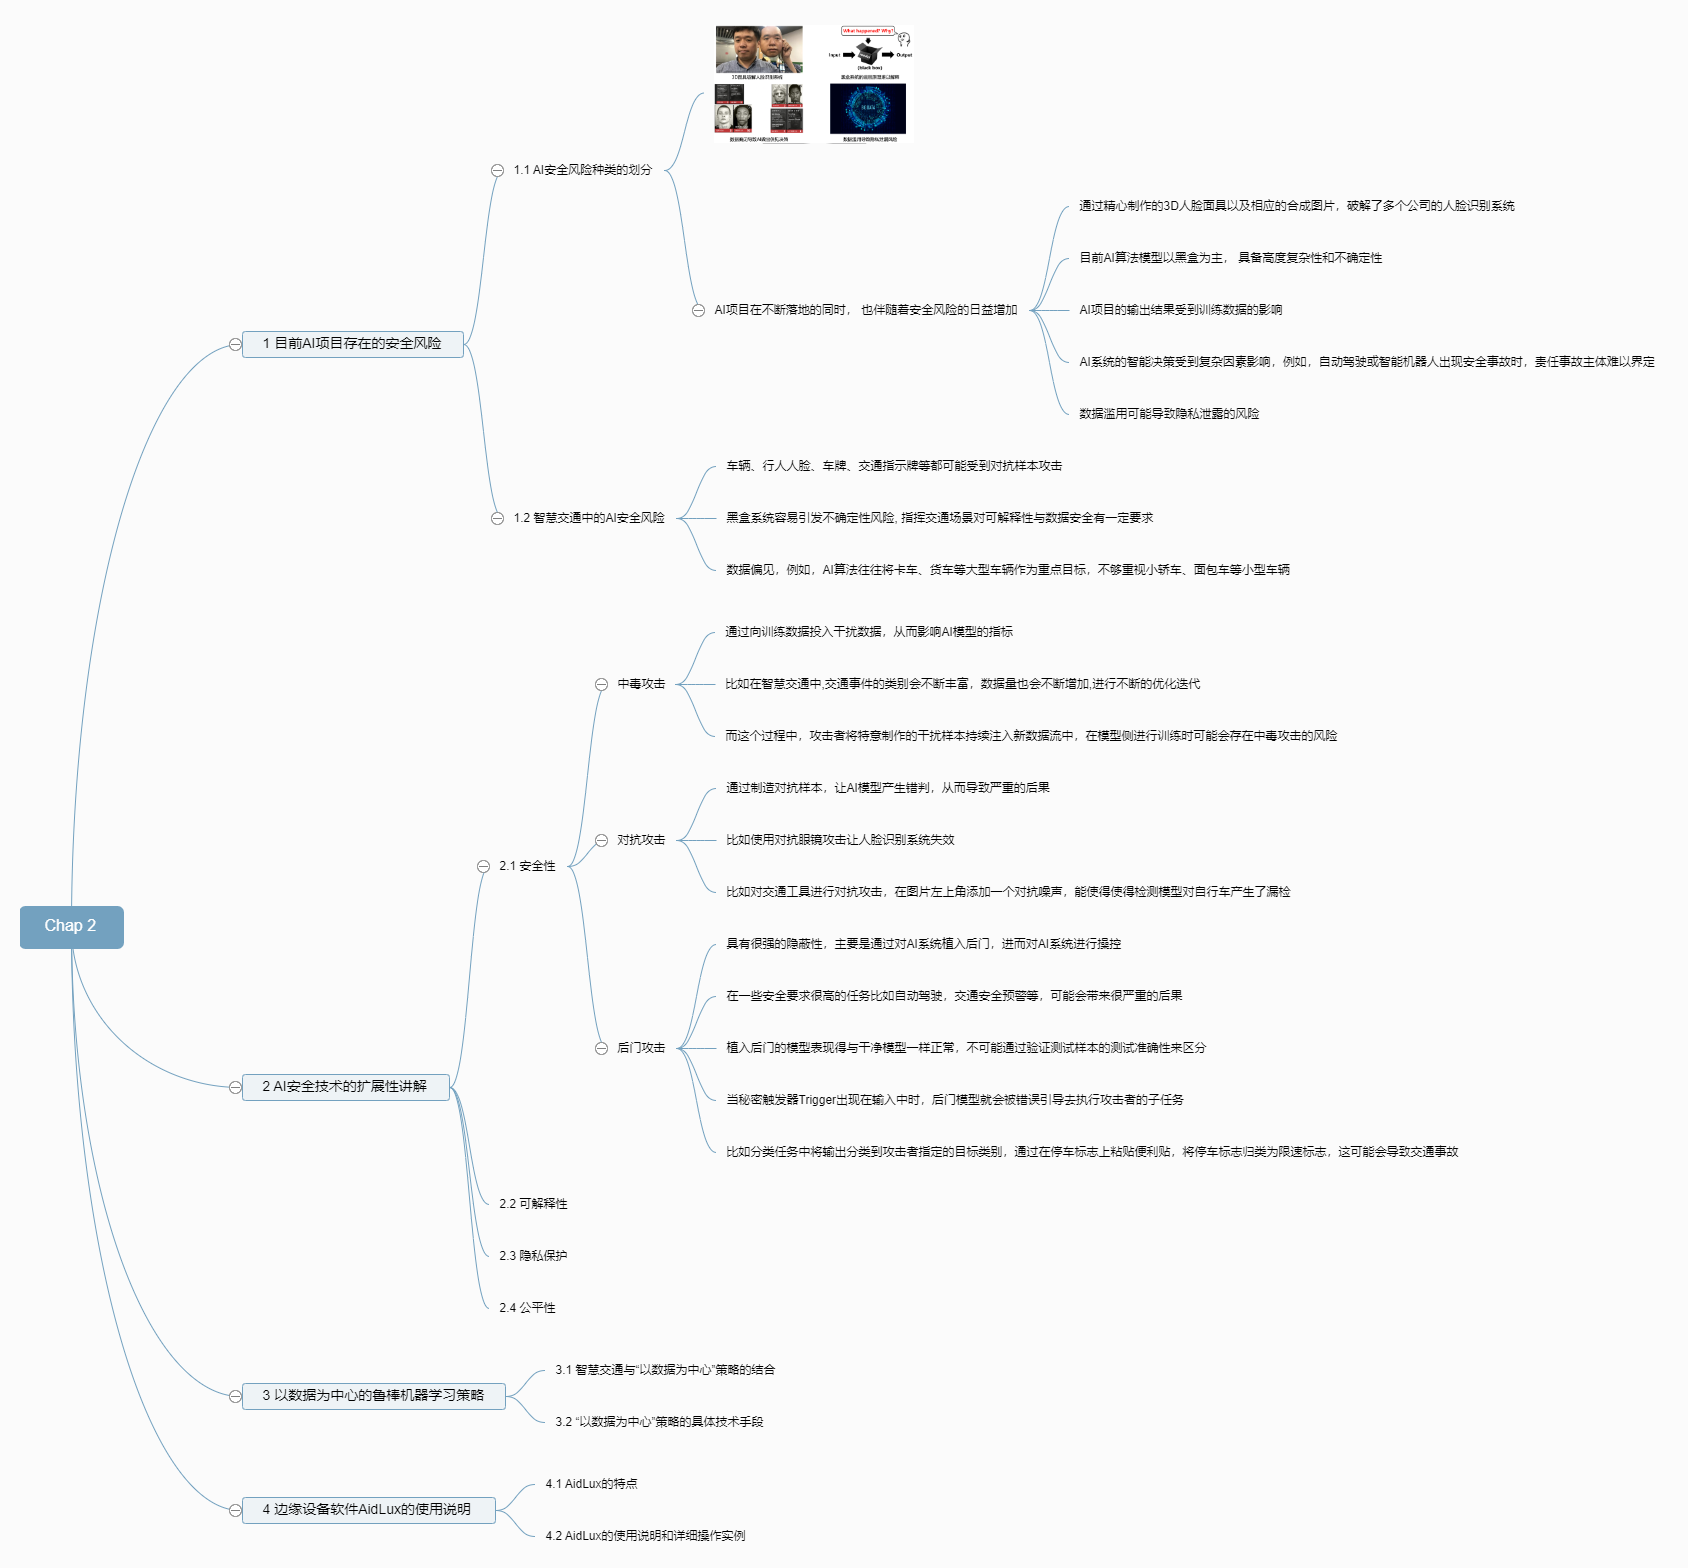 What happened? Why?
Input
Output
(black box)
3D面具破解人脸识别系统
1.1 AI安全风险种类的划分
通过精心制作的3D人脸面具以及相应的合成图片，破解了多个公司的人脸识别系统
目前AI算法模型以黑盒为主， 具备高度复杂性和不确定性
AI项目在不断落地的同时， 也伴随着安全风险的日益增加
AI项目的输出结果受到训练数据的影响
1 目前AI项目存在的安全风险
AI系统的智能决策受到复杂因素影响，例如，自动驾驶或智能机器人出现安全事故时，责任事故主体难以界定
数据滥用可能导致隐私泄露的风险
车辆、行人人脸、车牌、交通指示牌等都可能受到对抗样本攻击
1.2 智慧交通中的AI安全风险
黑盒系统容易引发不确定性风险, 指挥交通场景对可解释性与数据安全有一定要求
数据偏见，例如，AI算法往往将卡车、货车等大型车辆作为重点目标，不够重视小轿车、面包车等小型车辆
通过向训练数据投入干扰数据，从而影响AI模型的指标
中毒攻击
比如在智慧交通中,交通事件的类别会不断丰富，数据量也会不断增加,进行不断的优化迭代
而这个过程中，攻击者将特意制作的干扰样本持续注入新数据流中，在模型侧进行训练时可能会存在中毒攻击的风险
通过制造对抗样本，让AI模型产生错判，从而导致严重的后果
2.1 安全性
对抗攻击
比如使用对抗眼镜攻击让人脸识别系统失效
比如对交通工具进行对抗攻击，在图片左上角添加一个对抗噪声，能使得使得检测模型对自行车产生了漏检
Chap 2
具有很强的隐蔽性，主要是通过对AI系统植入后门，进而对AI系统进行操控
在一些安全要求很高的任务比如自动驾驶，交通安全预警等，可能会带来很严重的后果
后门攻击
植入后门的模型表现得与干净模型一样正常，不可能通过验证测试样本的测试准确性来区分
2 AI安全技术的扩展性讲解
当秘密触发器Trigger出现在输入中时，后门模型就会被错误引导去执行攻击者的子任务
比如分类任务中将输出分类到攻击者指定的目标类别，通过在停车标志上粘贴便利贴，将停车标志归类为限速标志，这可能会导致交通事故
2.2 可解释性
2.3 隐私保护
2.4 公平性
3.1 智慧交通与“以数据为中心”策略的结合
3 以数据为中心的鲁棒机器学习策略
3.2 “以数据为中心”策略的具体技术手段
4.1 AidLux的特点
4 边缘设备软件AidLux的使用说明
4.2 AidLux的使用说明和详细操作实例